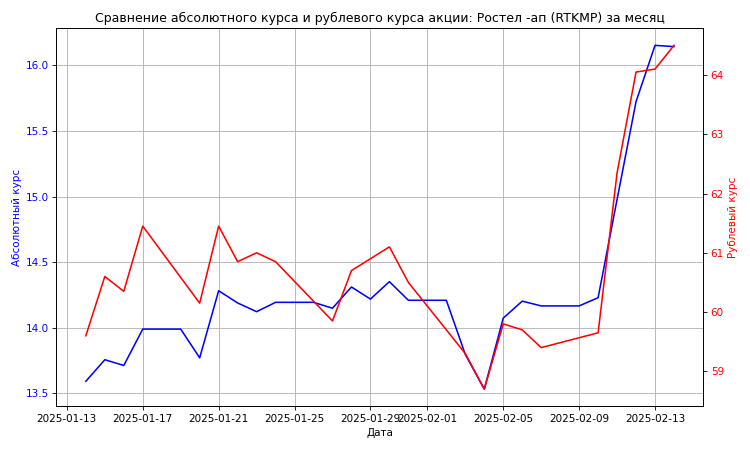 Сравнение абсолютного курса и рублевого курса акции: Ростел -ап (RTKMP) за месяц
Абсолютный курс
16.0
15.5
15.0
14.5
14.0
13.5
64
63
62
61
60
59
Рублевый курс
2025-01-13 2025-01-17 2025-01-21 2025-01-25 2025-01-29 2025-02-01 2025-02-05 2025-02-09 2025-02-13
Дата